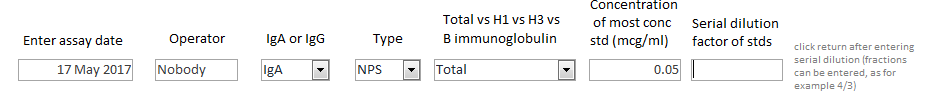 Enter assay date
Operator
IgA or IgG
Type
Total vs H1 vs H3 vs
B immunoglobulin
Concentration
of most conc
std (mcg/ml)
Serial dilution
factor of stds
17 May 2017
Nobody
IgA
NPS
Total
0.05
click return after entering
serial dilution (fractions
can be entered, as for
example 4/3)